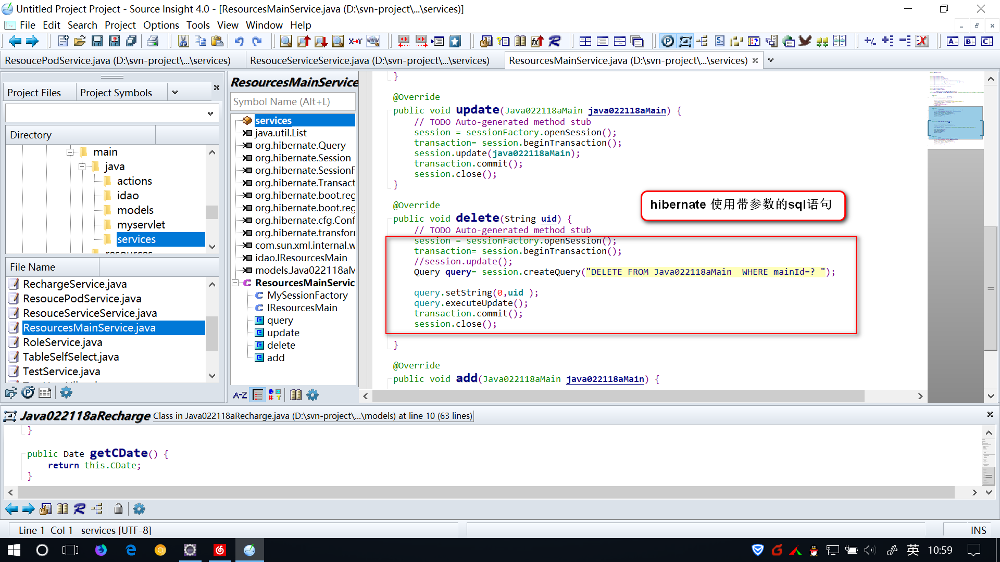 Untitled Project Project - Source Insight 4.0 - [ResourcesMainService.java (D:\svn-project\...\services)]
File Edit Search Project Options Tools View Window Help
ResoucePodService.java (D:\svn-project\...\services)
ResouceServiceService.java (D:\svn-project\...\services)
ResourcesMainService.java (D:\svn-project\...\services)
Project Files
Project Symbols
Directory
main
java
actions
idao
models
myservlet
services
resources
File Name
RechargeService.java
ResoucePodService.java
ResouceServiceService.java
ResourcesMainService.java
RoleService.java
TableSelfSelect.java
TestService.java
ResourcesMainService
Symbol Name (Alt+L)
services
java.util.List
org.hibernate.Query
org.hibernate.Session
org.hibernate.SessionF
org.hibernate.Transact
org.hibernate.boot.reg
org.hibernate.boot.reg
org.hibernate.cfg.Conf
org.hibernate.transforn
com.sun.xml.internal.w
idao.IResourcesMain
models.Java022118aM
ResourcesMainServic
MySessionFactory
IResourcesMain
query
update
delete
add
A-Z
}
@Override
public void update(Java022118aMain java022118aMain) {
// TODO Auto-generated method stub
session = sessionFactory.openSession();
transaction= session.beginTransaction();
session.update(java022118aMain);
transaction.commit();
session.close();
}
hibernate 使用带参数的sql语句
@Override
public void delete(String uid) {
// TODO Auto-generated method stub
session = sessionFactory.openSession();
transaction= session.beginTransaction();
//session.update();
Query query= session.createQuery("DELETE FROM Java022118aMain  WHERE mainId=? ");
query.setString(0,uid );
query.executeUpdate();
transaction.commit();
session.close();
}
@Override
public void add(Java022118aMain java022118aMain) {
Java022118aRecharge Class in Java022118aRecharge.java (D:\svn-project\...\models) at line 10 (63 lines)
}
public Date getCDate() {
return this.CDate;
}
Line 1 Col 1 services [UTF-8]
INS
英 10:59